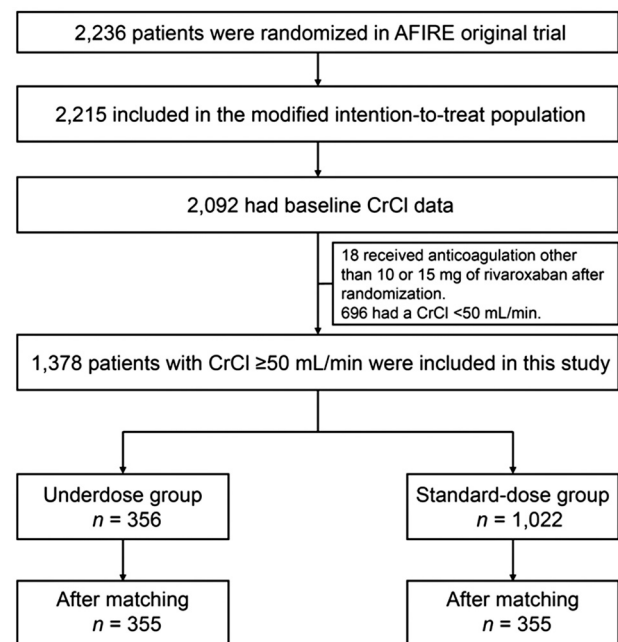 2,236 patients were randomized in AFIRE original trial
2,215 included in the modified intention-to-treat population
2,092 had baseline CrCl data
18 received anticoagulation other
than 10 or 15 mg of rivaroxaban after
randomization.
696 had a CrCl <50 mL/min.
1,378 patients with CrCl ≥50 mL/min were included in this study
Underdose group
n = 356
Standard-dose group
n = 1,022
After matching
n = 355
After matching
n = 355